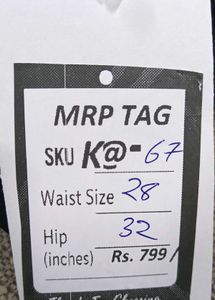 MRP TAG
SKU K@-67
Waist Size 28
Hip 32
(inches) Rs. 799/